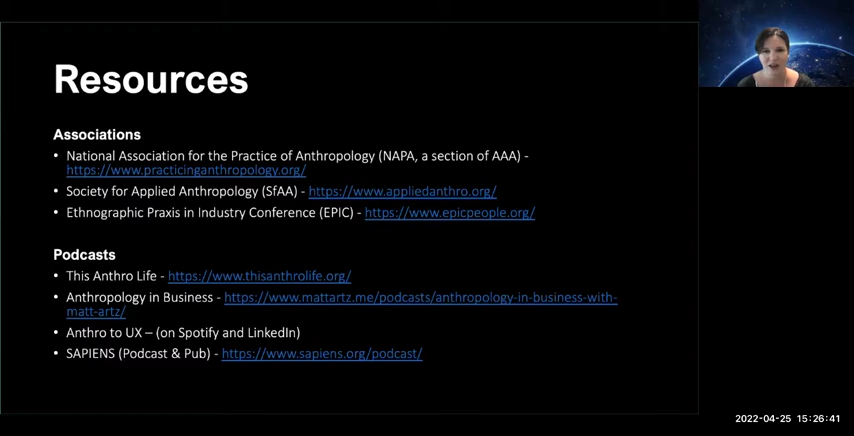 Resources
Associations
• National Association for the Practice of Anthropology (NAPA, a section of AAA) -
https://www.practicinganthropology.org/
• Society for Applied Anthropology (SfAA) - https://www.appliedanthro.org/
• Ethnographic Praxis in Industry Conference (EPIC) - https://www.epicpeople.org/
Podcasts
• This Anthro Life - https://www.thisanthrolife.org/
• Anthropology in Business - https://www.mattartz.me/podcasts/anthropology-in-business-with-
matt-artz/
• Anthro to UX – (on Spotify and LinkedIn)
• SAPIENS (Podcast & Pub) - https://www.sapiens.org/podcast/
2022-04-25 15:26:41